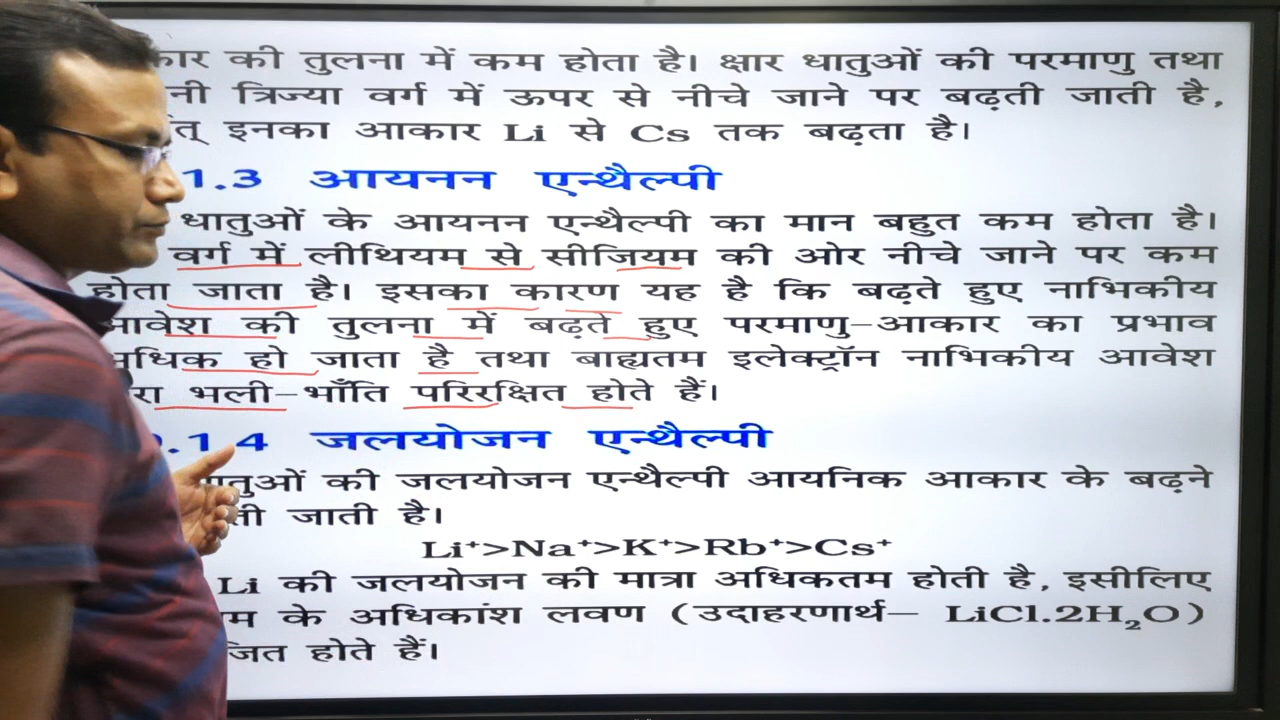 की तुलना में कम होता है। क्षार धातुओं की परमाणु तथा
त्रिज्या वर्ग में ऊपर से नीचे जाने पर बढ़ती जाती है,
इनका आकार Li से Cs तक बढ़ता है।
1.3 आयनन एन्थैल्पी
धातुओं के आयनन एन्थैल्पी का मान बहुत कम होता है।
वर्ग में लीथियम से सीजियम की ओर नीचे जाने पर कम
होता जाता है। इसका कारण यह है कि बढ़ते हुए नाभिकीय
आवेश की तुलना में बढ़ते हुए परमाणु-आकार का प्रभाव
अधिक हो जाता है तथा बाह्यतम इलेक्ट्रॉन नाभिकीय आवेश
भली-भाँति परिरक्षित होते हैं।
.1.4 जलयोजन एन्थैल्पी
धातुओं की जलयोजन एन्थैल्पी आयनिक आकार के बढ़ने
जाती है।
Li⁺>Na⁺>K⁺>Rb⁺>Cs⁺
Li की जलयोजन की मात्रा अधिकतम होती है, इसीलिए
के अधिकांश लवण (उदाहरणार्थ– LiCl.2H₂O)
होते हैं।